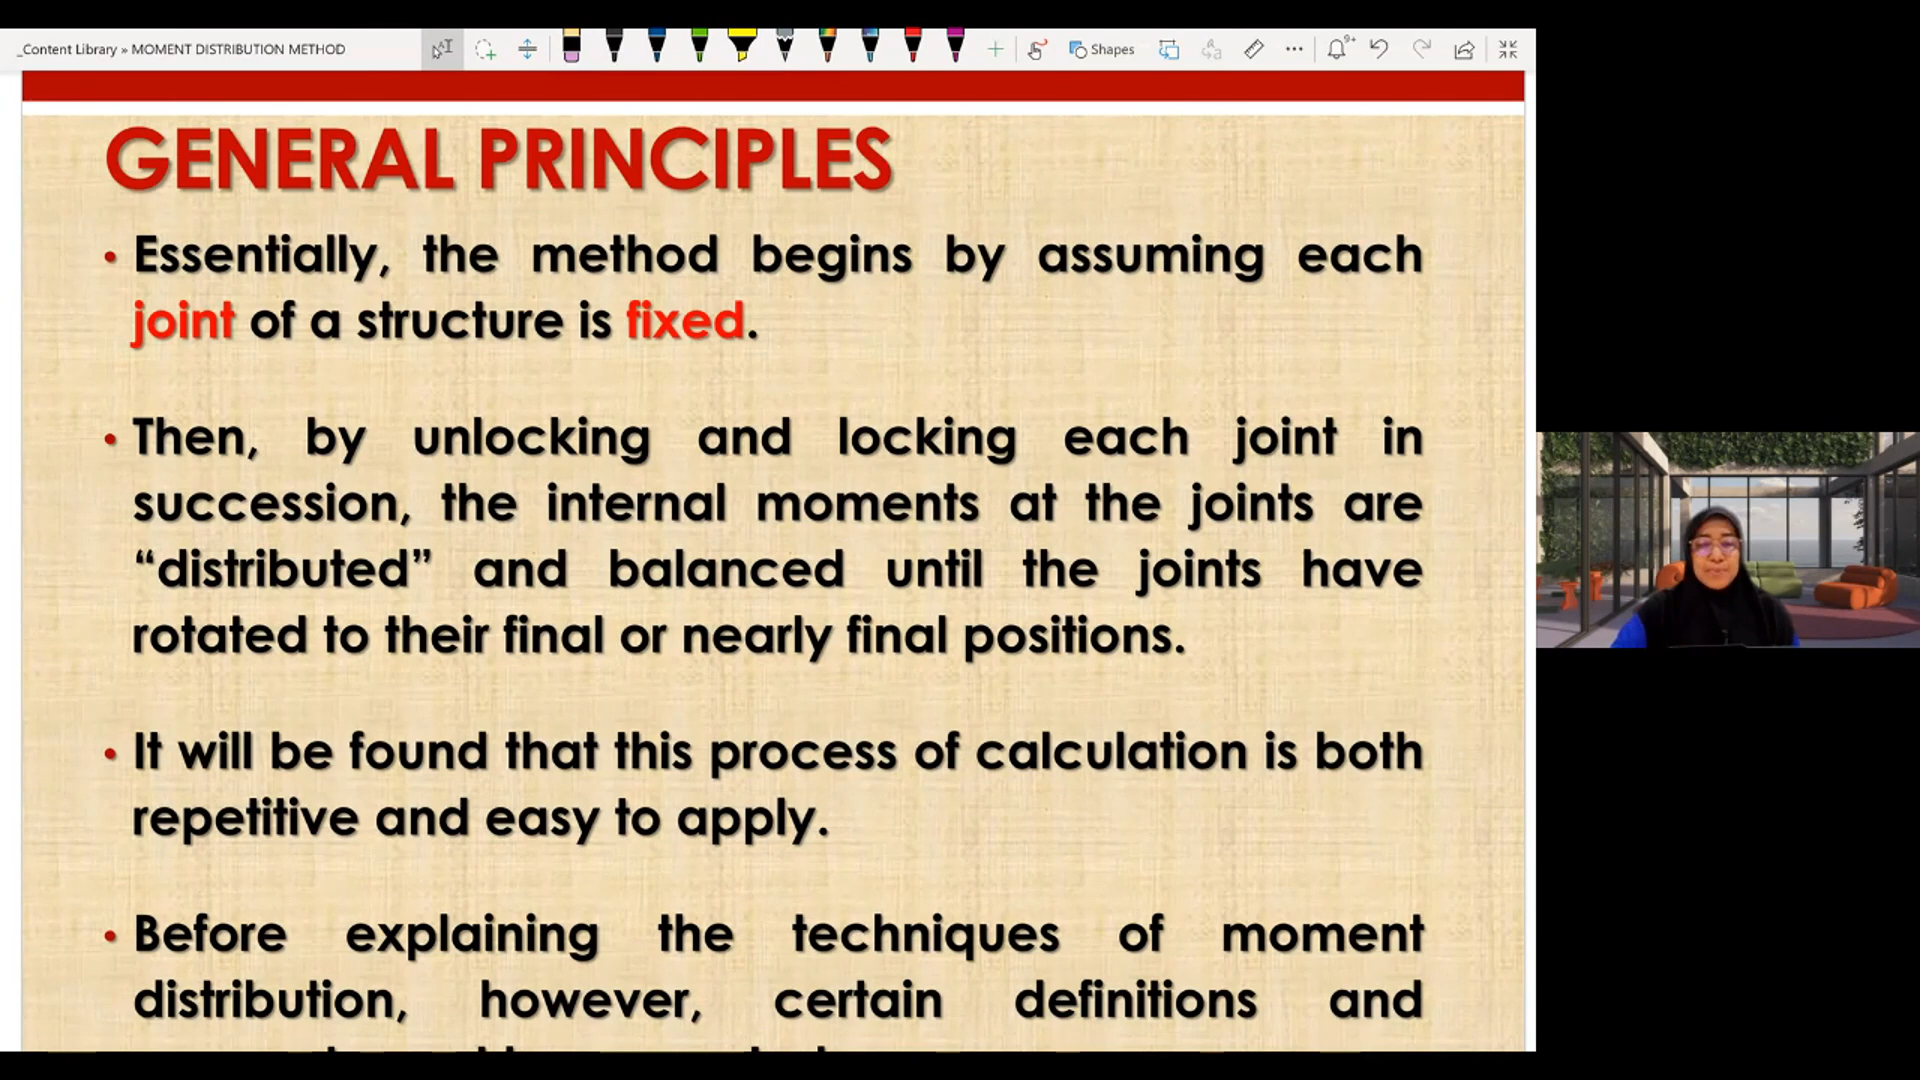 _Content Library » MOMENT DISTRIBUTION METHOD
Shapes
9+
GENERAL PRINCIPLES
• Essentially, the method begins by assuming each
joint of a structure is fixed.
• Then, by unlocking and locking each joint in
succession, the internal moments at the joints are
“distributed” and balanced until the joints have
rotated to their final or nearly final positions.
• It will be found that this process of calculation is both
repetitive and easy to apply.
• Before explaining the techniques of moment
distribution, however, certain definitions and